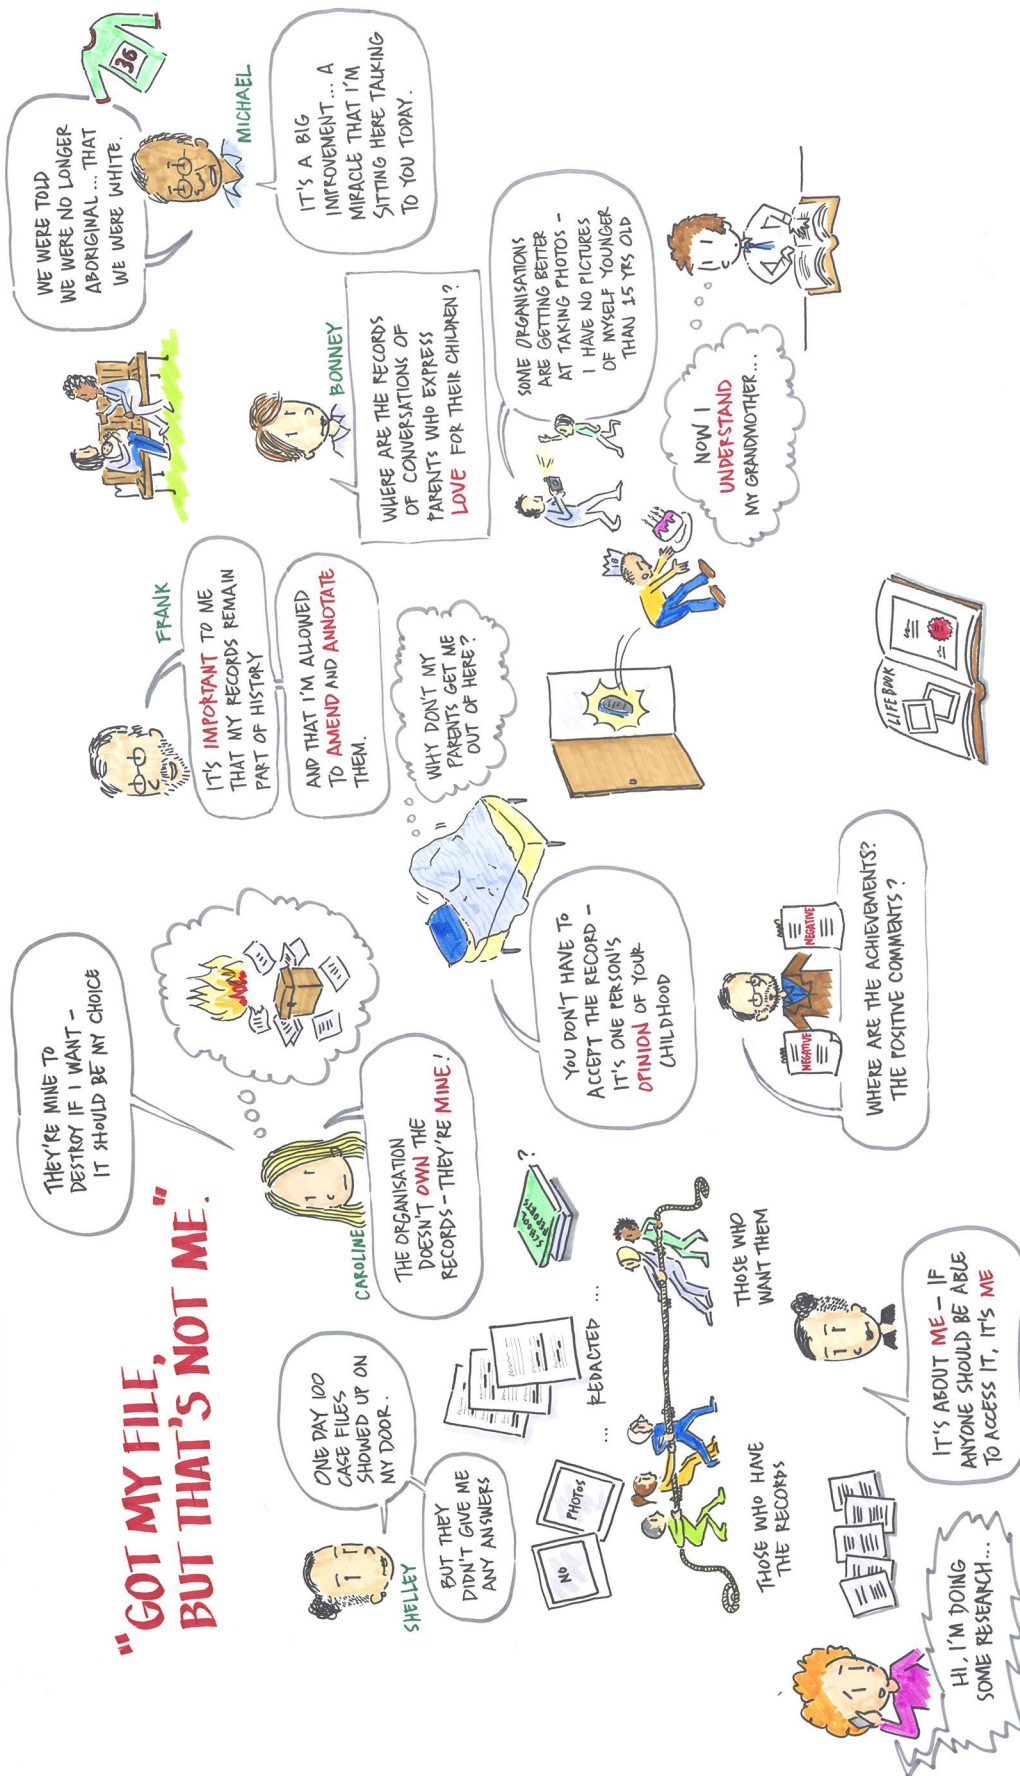 "GOT MY FILE,
BUT THAT'S NOT ME."
THEY'RE MINE TO
DESTROY IF I WANT -
IT SHOULD BE MY CHOICE
CAROLINE
THE ORGANISATION
DOESN'T OWN THE
RECORDS - THEY'RE MINE!
SHELLEY
ONE DAY 100
CASE FILES
SHOWED UP ON
MY DOOR.
BUT THEY
DIDN'T GIVE ME
ANY ANSWERS
NO
PHOTOS
... REDACTED ...
SCHOOL
REPORTS
?
THOSE WHO HAVE
THE RECORDS
THOSE WHO
WANT THEM
HI, I'M DOING
SOME RESEARCH...
IT'S ABOUT ME - IF
ANYONE SHOULD BE ABLE
TO ACCESS IT, IT'S ME
FRANK
IT'S IMPORTANT TO ME
THAT MY RECORDS REMAIN
PART OF HISTORY
AND THAT I'M ALLOWED
TO AMEND AND ANNOTATE
THEM.
WHY DON'T MY
PARENTS GET ME
OUT OF HERE?
YOU DON'T HAVE TO
ACCEPT THE RECORD -
IT'S ONE PERSON'S
OPINION OF YOUR
CHILDHOOD
NEGATIVE
NEGATIVE
WHERE ARE THE ACHIEVEMENTS?
THE POSITIVE COMMENTS?
18
LIFE BOOK
WE WERE TOLD
WE WERE NO LONGER
ABORIGINAL... THAT
WE WERE WHITE.
36
MICHAEL
IT'S A BIG
IMPROVEMENT... A
MIRACLE THAT I'M
SITTING HERE TALKING
TO YOU TODAY.
BONNEY
WHERE ARE THE RECORDS
OF CONVERSATIONS OF
PARENTS WHO EXPRESS
LOVE FOR THEIR CHILDREN?
SOME ORGANISATIONS
ARE GETTING BETTER
AT TAKING PHOTOS -
I HAVE NO PICTURES
OF MYSELF YOUNGER
THAN 15 YRS OLD
NOW I
UNDERSTAND
MY GRANDMOTHER...